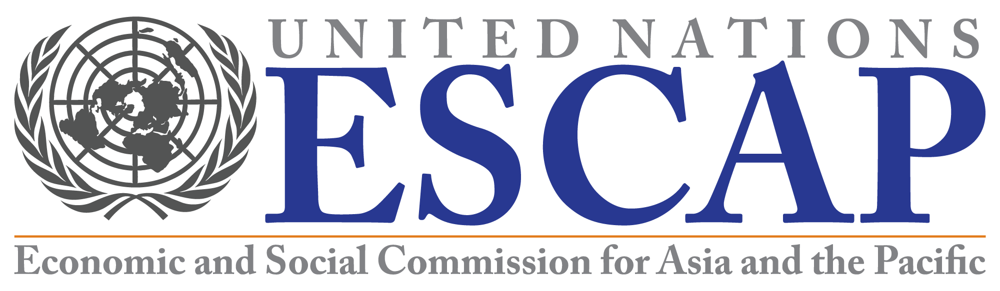 UNITED NATIONS
ESCAP
Economic and Social Commission for Asia and the Pacific